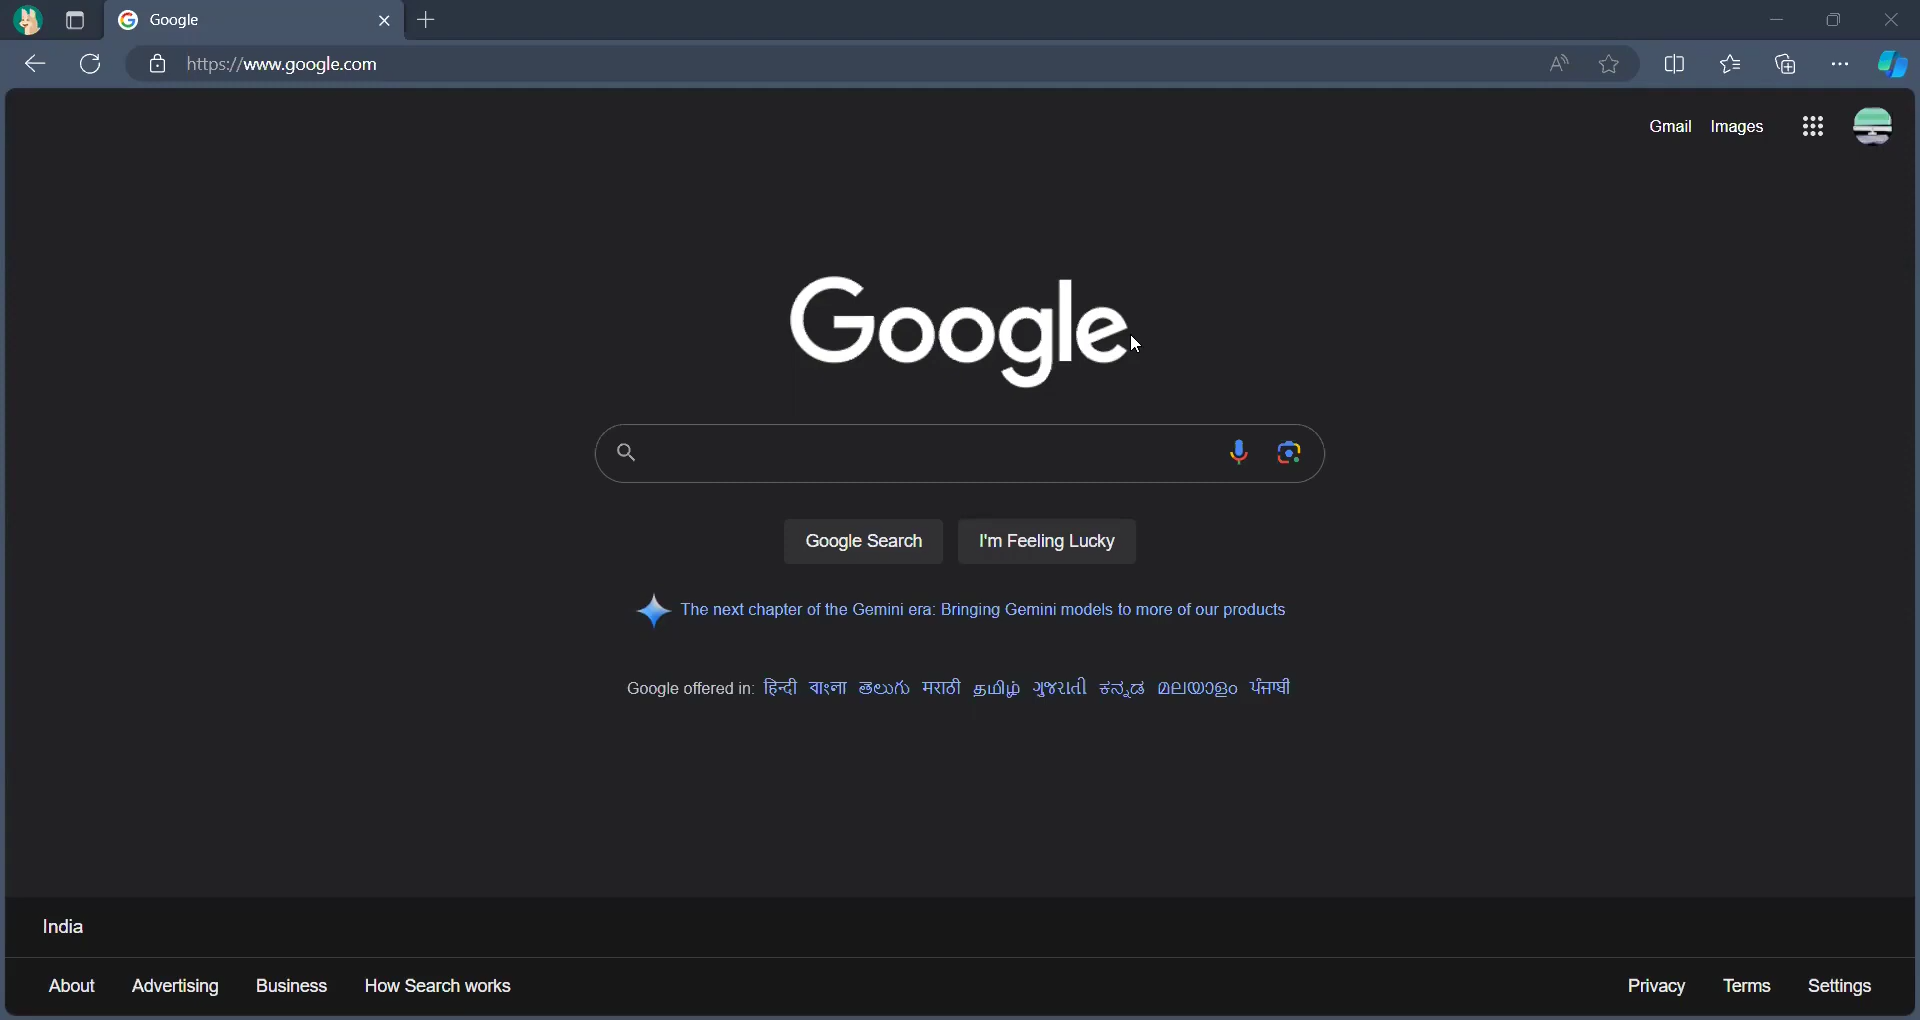 Google
https://www.google.com
Gmail Images
Google
Google Search I'm Feeling Lucky
The next chapter of the Gemini era: Bringing Gemini models to more of our products
Google offered in: हिन्दी বাংলা తెలుగు मराठी தமிழ் ગુજરાતી ಕನ್ನಡ മലയാളം ਪੰਜਾਬੀ
India
About Advertising Business How Search works Privacy Terms Settings